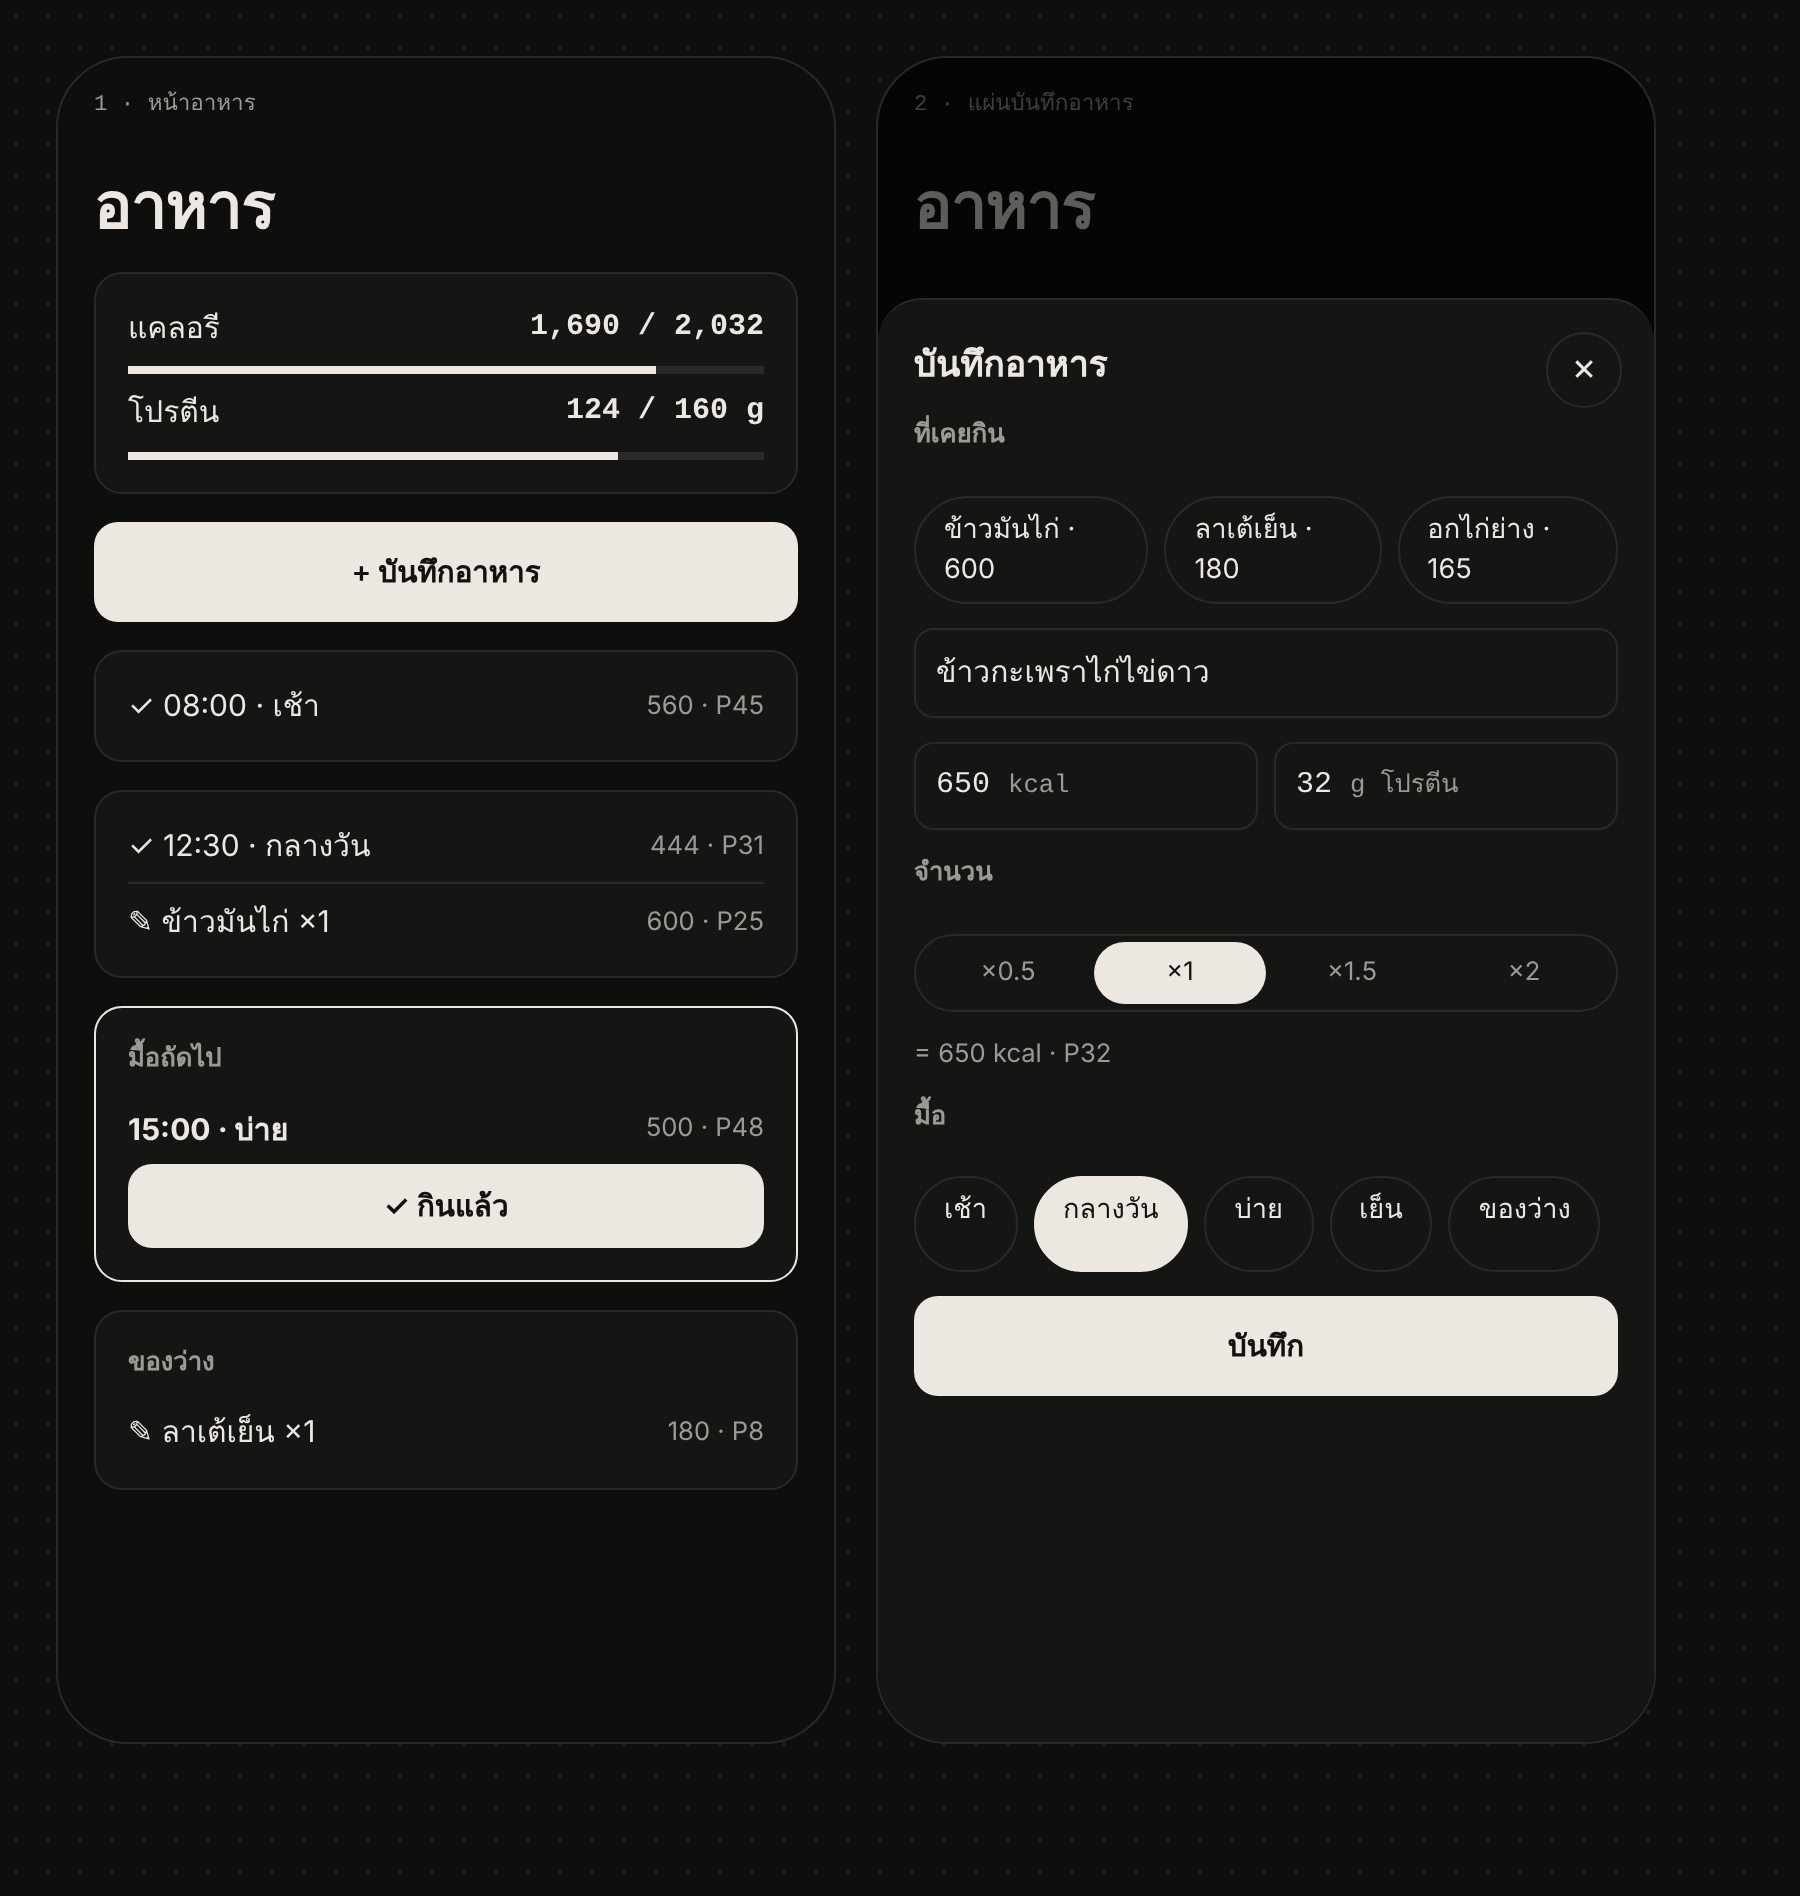 1 · หน้าอาหาร
อาหาร
แคลอรี 1,690 / 2,032
โปรตีน 124 / 160 g
+ บันทึกอาหาร
✓ 08:00 · เช้า 560 · P45
✓ 12:30 · กลางวัน 444 · P31
✎ ข้าวมันไก่ ×1 600 · P25
มื้อถัดไป
15:00 · บ่าย 500 · P48
✓ กินแล้ว
ของว่าง
✎ ลาเต้เย็น ×1 180 · P8
2 · แผ่นบันทึกอาหาร
อาหาร
บันทึกอาหาร ✕
ที่เคยกิน
ข้าวมันไก่ · 
600
ลาเต้เย็น ·
180
อกไก่ย่าง ·
165
ข้าวกะเพราไก่ไข่ดาว
650 kcal 32 g โปรตีน
จำนวน
×0.5 ×1 ×1.5 ×2
= 650 kcal · P32
มื้อ
เช้า กลางวัน บ่าย เย็น ของว่าง
บันทึก